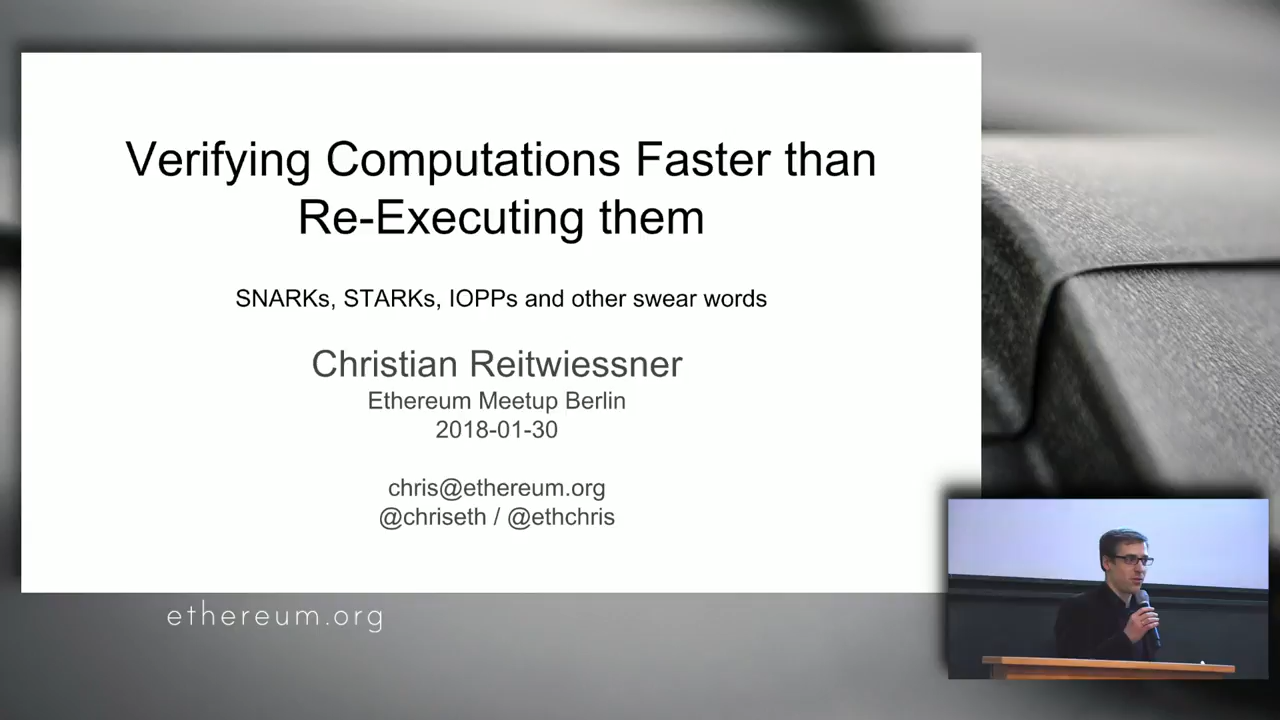 Verifying Computations Faster than
Re-Executing them
SNARKs, STARKs, IOPPs and other swear words
Christian Reitwiessner
Ethereum Meetup Berlin
2018-01-30
chris@ethereum.org
@chriseth / @ethchris
ethereum.org